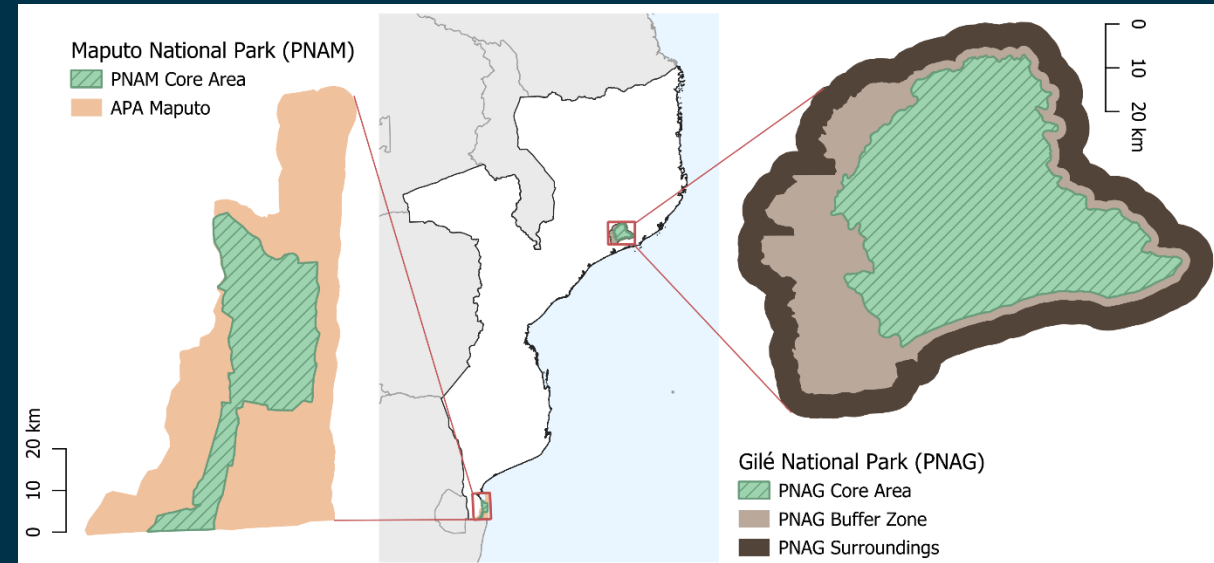 Maputo National Park (PNAM)
PNAM Core Area
APA Maputo
0
10
20 km
0
10
20 km
Gilé National Park (PNAG)
PNAG Core Area
PNAG Buffer Zone
PNAG Surroundings